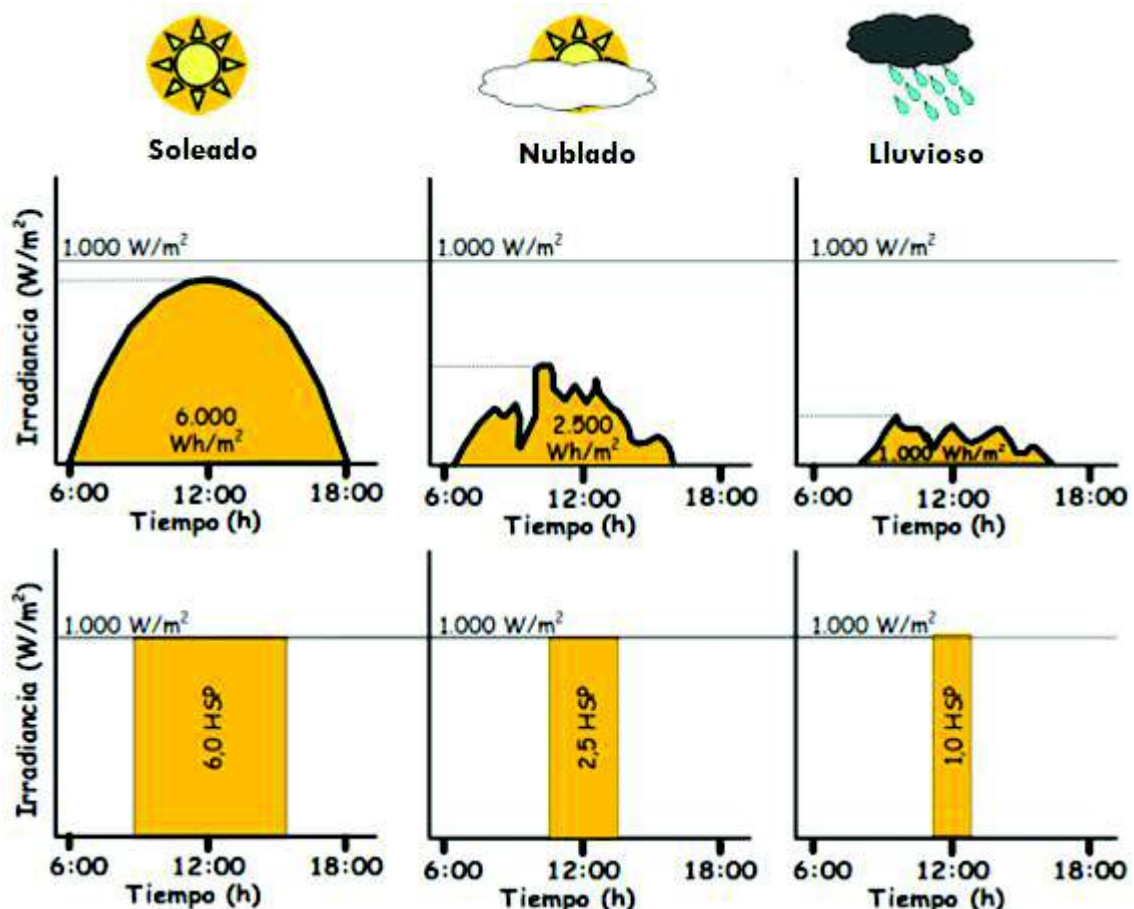 Soleado
Nublado
Lluvioso
Irradiancia (W/m²)
1.000 W/m²
6.000
Wh/m²
6:00
12:00
18:00
Tiempo (h)
1.000 W/m²
2.500
Wh/m²
6:00
12:00
18:00
Tiempo (h)
1.000 W/m²
1.000 Wh/m²
6:00
12:00
18:00
Tiempo (h)
Irradiancia (W/m²)
1.000 W/m²
6,0 HSP
6:00
12:00
18:00
Tiempo (h)
1.000 W/m²
2,5 HSP
6:00
12:00
18:00
Tiempo (h)
1.000 W/m²
1,0 HSP
6:00
12:00
18:00
Tiempo (h)